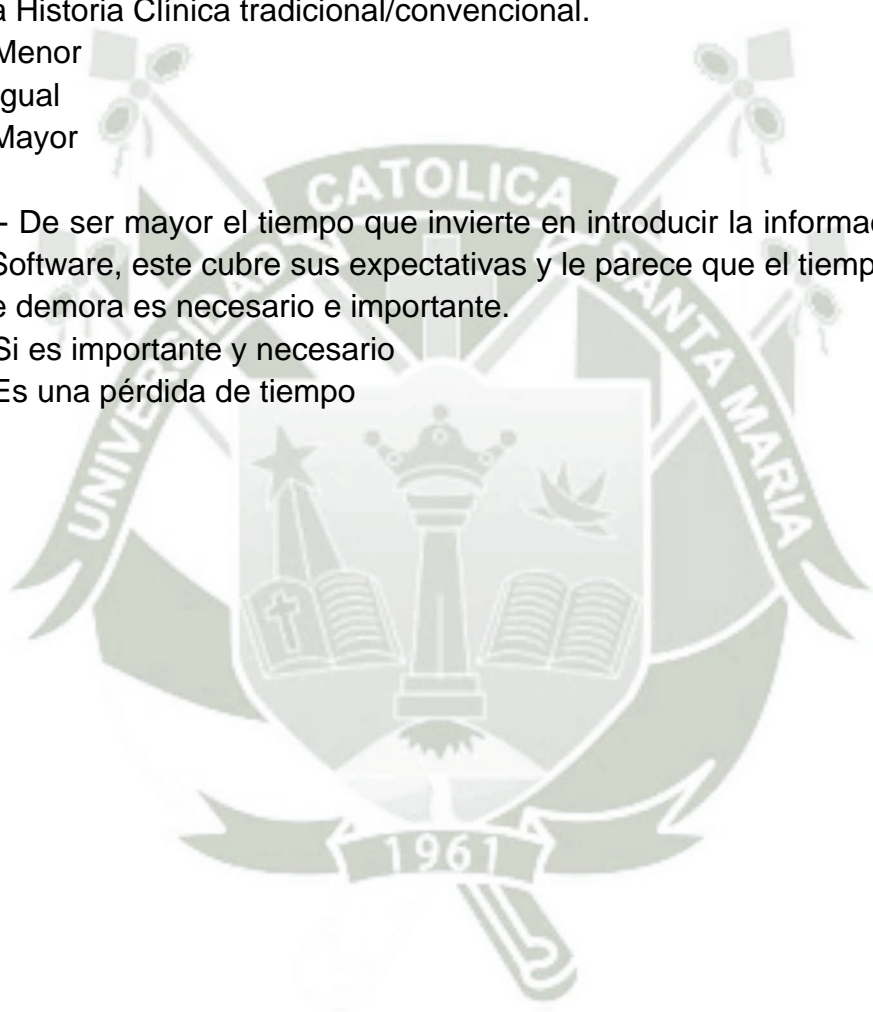 a Historia Clínica tradicional/convencional.
Menor
gual
Mayor
- De ser mayor el tiempo que invierte en introducir la informa
Software, este cubre sus expectativas y le parece que el tiemp
e demora es necesario e importante.
Si es importante y necesario
Es una pérdida de tiempo
UNIVERSIDAD CATOLICA SANTA MARIA
1961